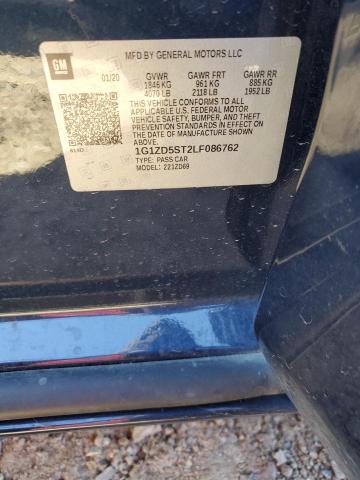 MFD BY GENERAL MOTORS LLC
GM
01/20 GVWR GAWR FRT GAWR RR
1846 KG 961 KG 885 KG
4070 LB 2118 LB 1952 LB
THIS VEHICLE CONFORMS TO ALL
APPLICABLE U.S. FEDERAL MOTOR VEHICLE
SAFETY, BUMPER, AND THEFT
PREVENTION STANDARDS IN EFFECT ON THE
DATE OF MANUFACTURE SHOWN
ABOVE.
1G1ZD5ST2LF086762
TYPE: PASS CAR
MODEL: 221ZD69